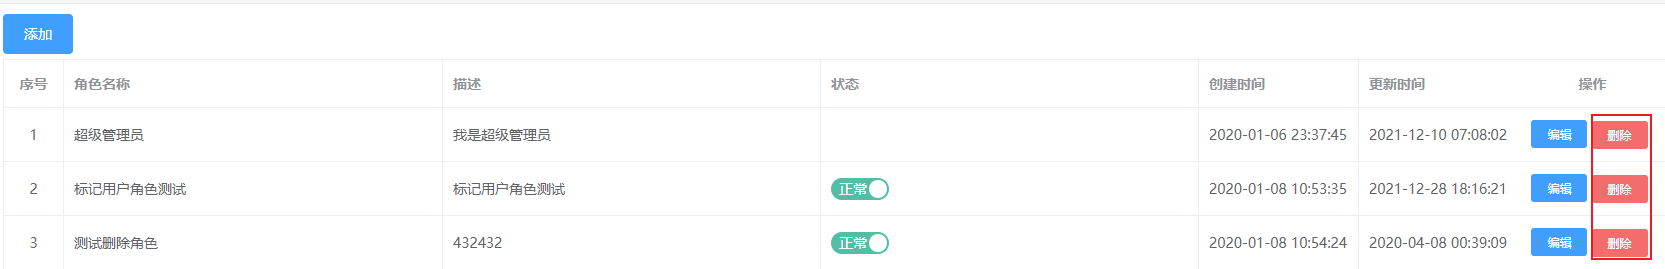 添加
序号 角色名称 描述 状态 创建时间 更新时间 操作
1 超级管理员 我是超级管理员 2020-01-06 23:37:45 2021-12-10 07:08:02 编辑 删除
2 标记用户角色测试 标记用户角色测试 正常 2020-01-08 10:53:35 2021-12-28 18:16:21 编辑 删除
3 测试删除角色 432432 正常 2020-01-08 10:54:24 2020-04-08 00:39:09 编辑 删除